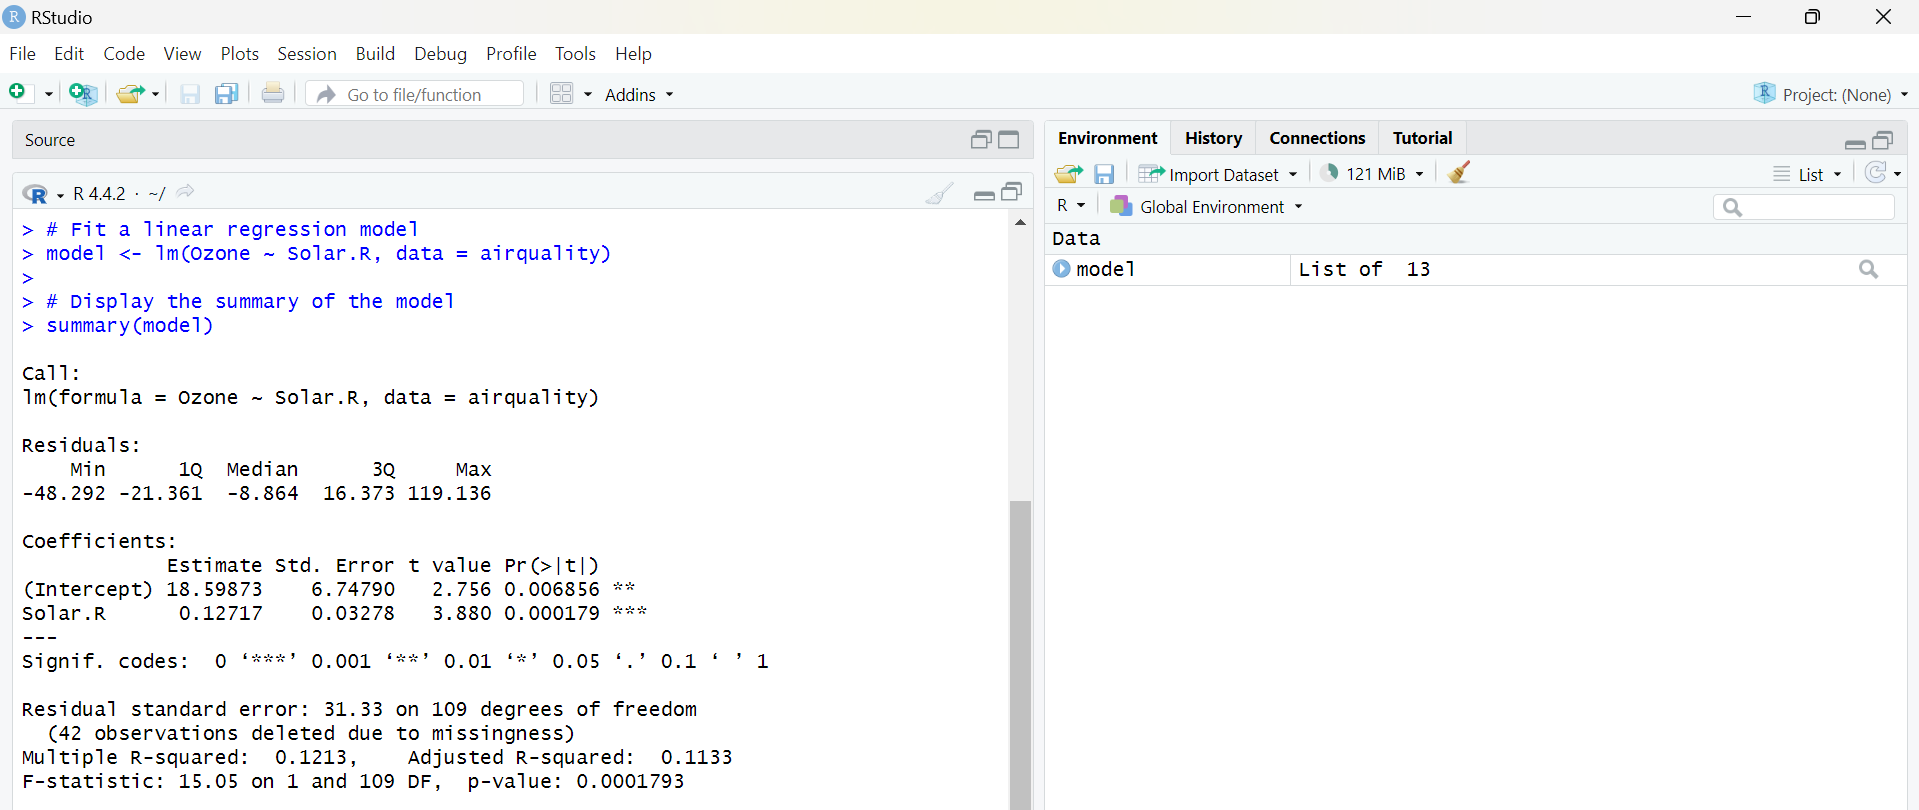 R RStudio
File Edit Code View Plots Session Build Debug Profile Tools Help
Go to file/function Addins R Project: (None)
Source
R R 4.4.2 · ~/
> # Fit a linear regression model
> model <- lm(Ozone ~ Solar.R, data = airquality)
>
> # Display the summary of the model
> summary(model)
Call:
lm(formula = Ozone ~ Solar.R, data = airquality)
Residuals:
    Min      1Q  Median      3Q     Max
-48.292 -21.361  -8.864  16.373 119.136
Coefficients:
            Estimate Std. Error t value Pr(>|t|)
(Intercept) 18.59873    6.74790   2.756 0.006856 **
Solar.R      0.12717    0.03278   3.880 0.000179 ***
---
Signif. codes:  0 ‘***’ 0.001 ‘**’ 0.01 ‘*’ 0.05 ‘.’ 0.1 ‘ ’ 1
Residual standard error: 31.33 on 109 degrees of freedom
  (42 observations deleted due to missingness)
Multiple R-squared:  0.1213,    Adjusted R-squared:  0.1133
F-statistic: 15.05 on 1 and 109 DF,  p-value: 0.0001793
Environment History Connections Tutorial
Import Dataset 121 MiB List
R Global Environment
Data
model List of  13